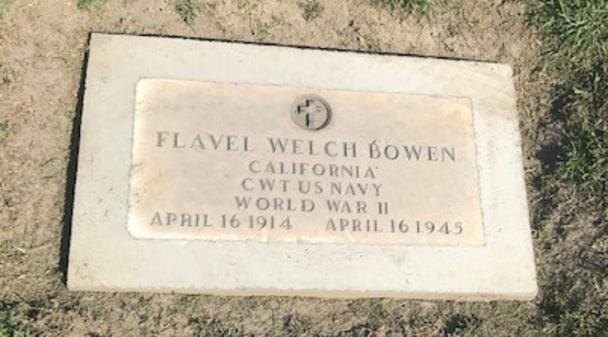 FLAVEL WELCH BOWEN
CALIFORNIA
CWT US NAVY
WORLD WAR II
APRIL 16 1914 APRIL 16 1945